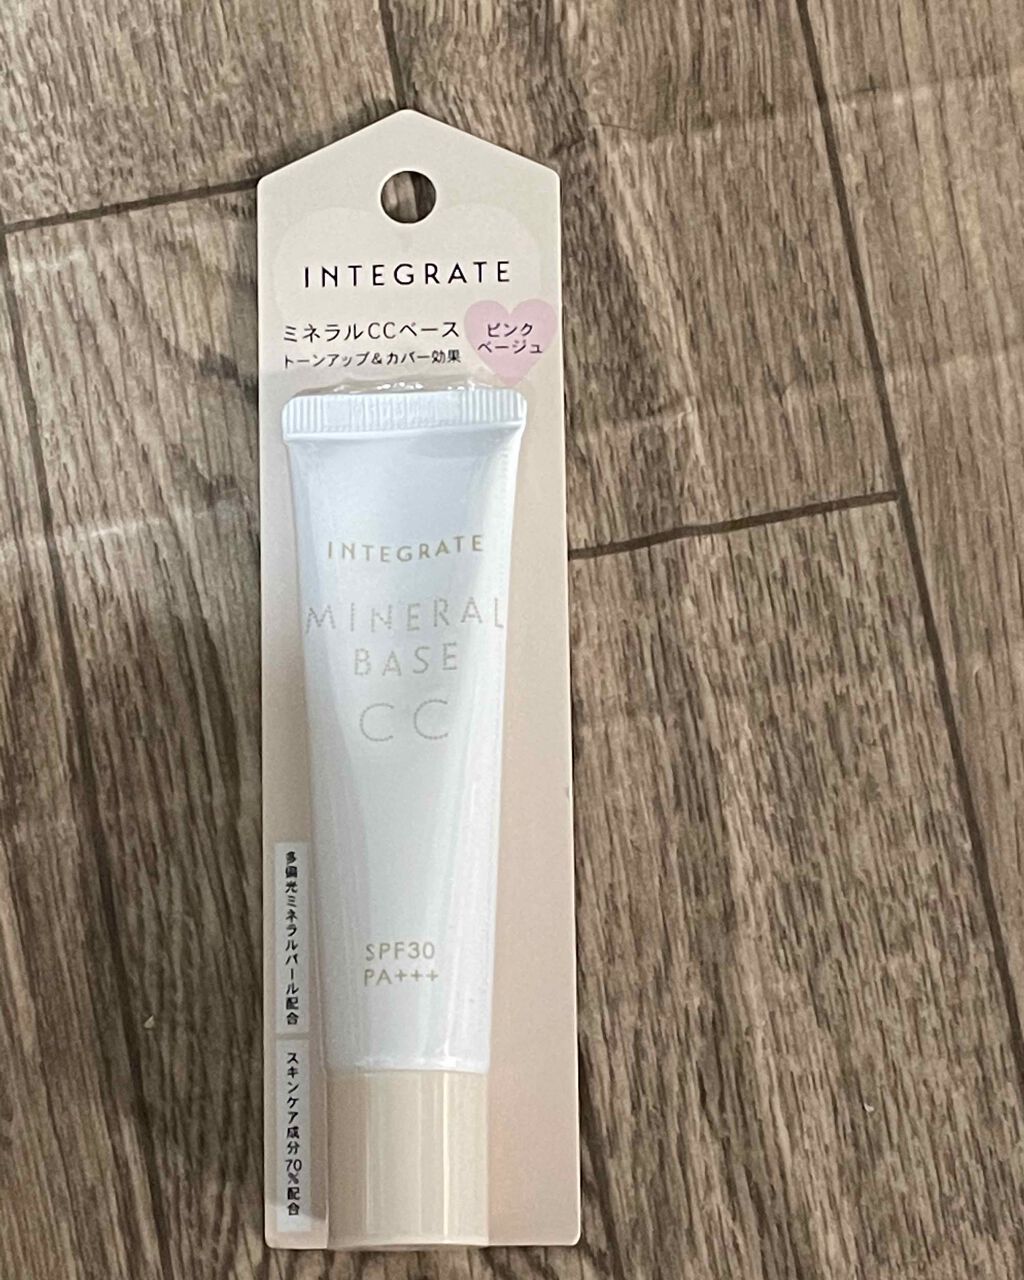 INTEGRATE
ミネラルCCベース
トーンアップ&カバー効果
ピンク
ベージュ
INTEGRATE
MINERAL
BASE
CC
SPF30
PA+++
多偏光ミネラルパール配合
スキンケア成分70%配合